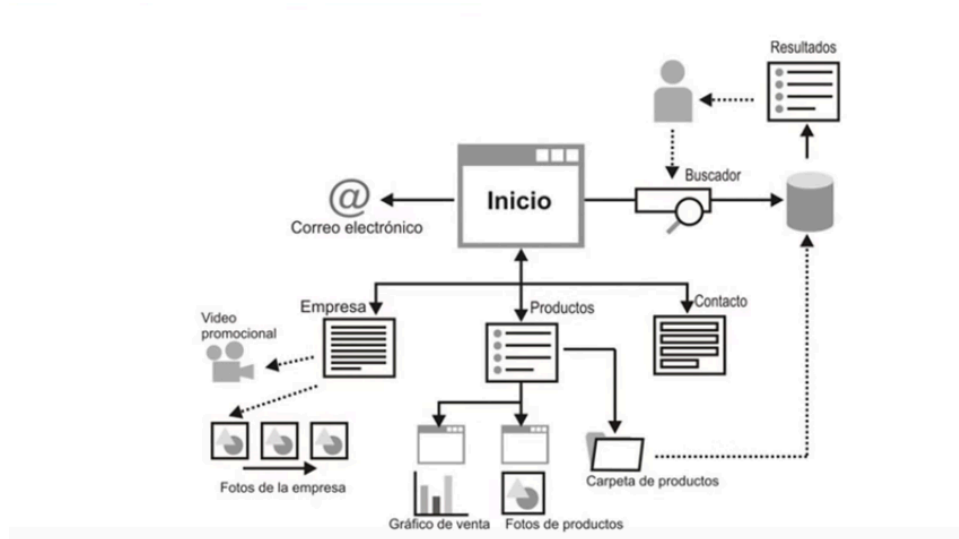 Resultados
Buscador
Inicio
@
Correo electrónico
Empresa
Productos
Contacto
Video
promocional
Carpeta de productos
Fotos de la empresa
Gráfico de venta
Fotos de productos